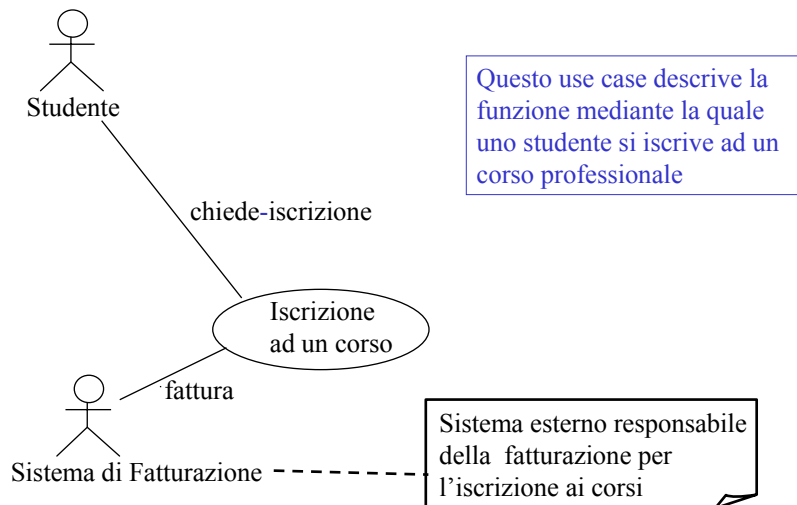 Studente
Questo use case descrive la
funzione mediante la quale
uno studente si iscrive ad un
corso professionale
chiede-iscrizione
Iscrizione
ad un corso
fattura
Sistema di Fatturazione
Sistema esterno responsabile
della fatturazione per
l’iscrizione ai corsi